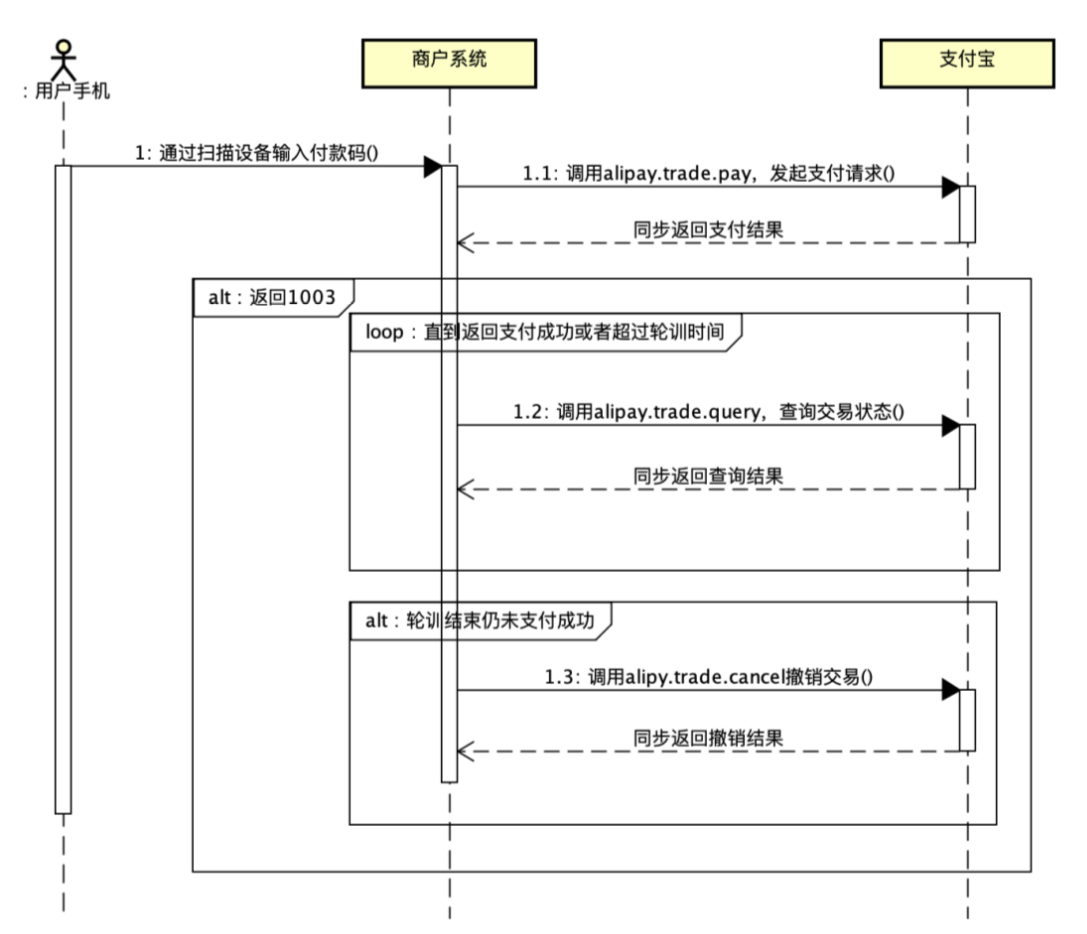 : 用户手机
商户系统
支付宝
1: 通过扫描设备输入付款码()
1.1: 调用alipay.trade.pay，发起支付请求()
同步返回支付结果
alt : 返回1003
loop : 直到返回支付成功或者超过轮训时间
1.2: 调用alipay.trade.query，查询交易状态()
同步返回查询结果
alt : 轮训结束仍未支付成功
1.3: 调用alipy.trade.cancel撤销交易()
同步返回撤销结果